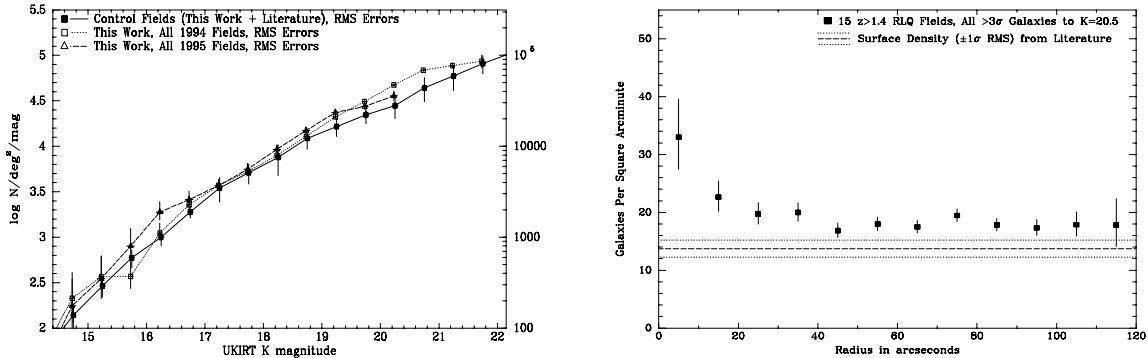 Control Fields (This Work + Literature), RMS Errors
This Work, All 1994 Fields, RMS Errors
This Work, All 1995 Fields, RMS Errors
5.5
5
4.5
4
3.5
3
2.5
2
log N/deg²/mag
10⁵
10000
1000
100
15 16 17 18 19 20 21 22
UKIRT K magnitude
15 z>1.4 RLQ Fields, All >3σ Galaxies to K=20.5
Surface Density (±1σ RMS) from Literature
50
40
30
20
10
0
Galaxies Per Square Arcminute
0 20 40 60 80 100 120
Radius in arcseconds